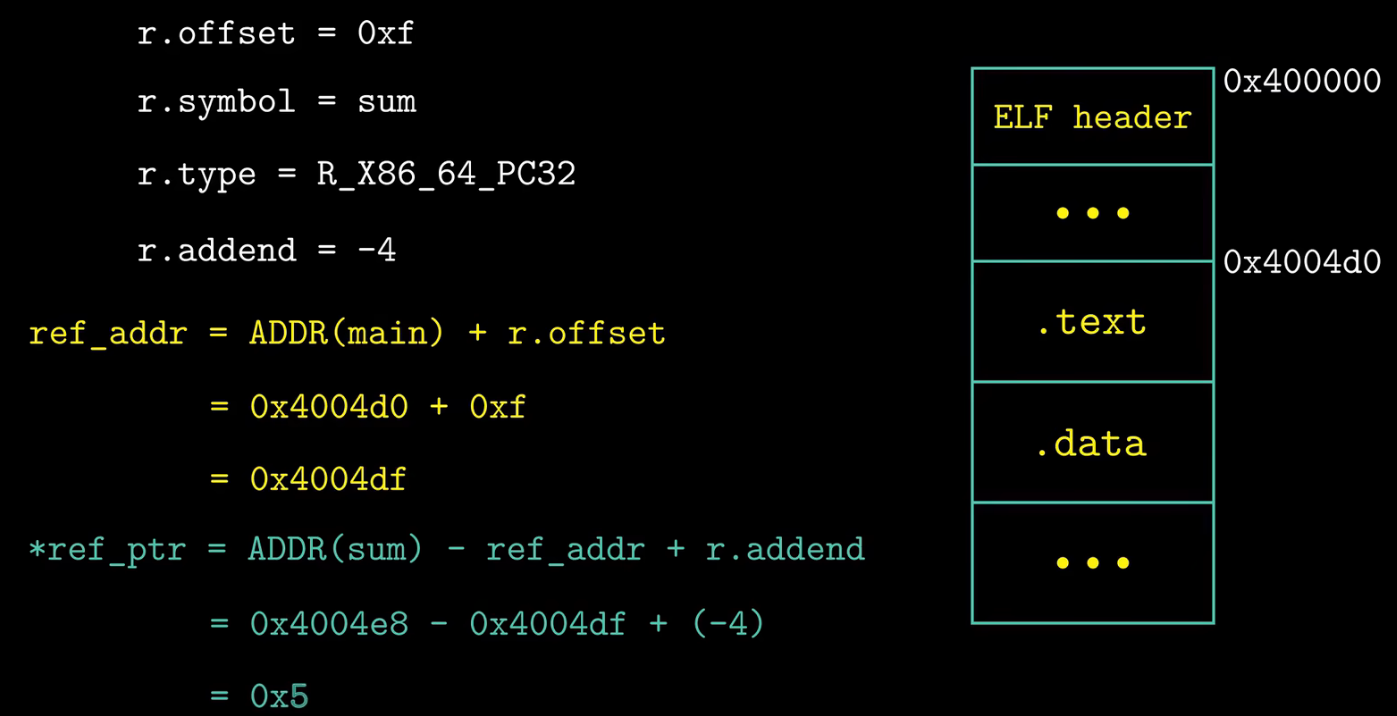 r.offset = 0xf
r.symbol = sum
r.type = R_X86_64_PC32
r.addend = -4
ref_addr = ADDR(main) + r.offset
= 0x4004d0 + 0xf
= 0x4004df
*ref_ptr = ADDR(sum) - ref_addr + r.addend
= 0x4004e8 - 0x4004df + (-4)
= 0x5
0x400000
ELF header
•••
0x4004d0
.text
.data
•••